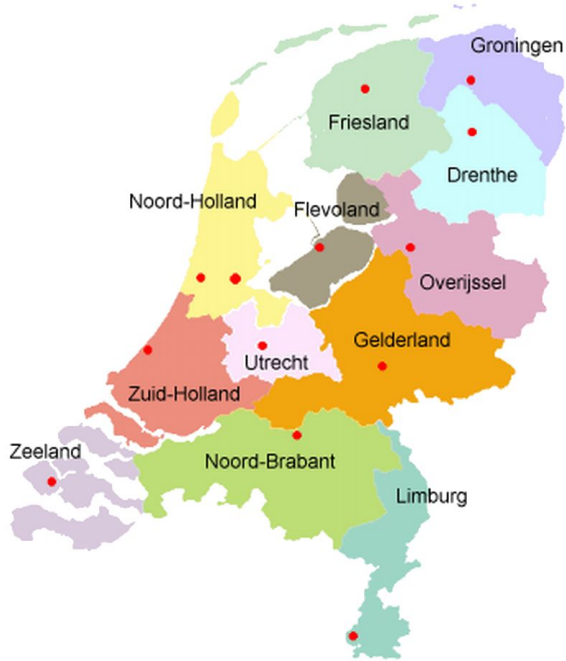 Groningen
Friesland
Drenthe
Noord-Holland
Flevoland
Overijssel
Gelderland
Utrecht
Zuid-Holland
Zeeland
Noord-Brabant
Limburg